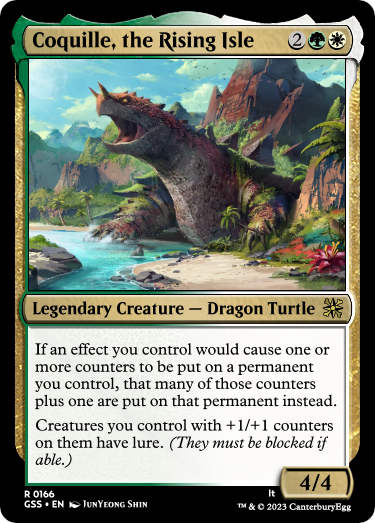 Coquille, the Rising Isle 2
Legendary Creature — Dragon Turtle
If an effect you control would cause one or
more counters to be put on a permanent
you control, that many of those counters
plus one are put on that permanent instead.
Creatures you control with +1/+1 counters
on them have lure. (They must be blocked if
able.)
4/4
R 0166 It
GSS • EN JunYeong Shin ™ & © 2023 CanterburyEgg